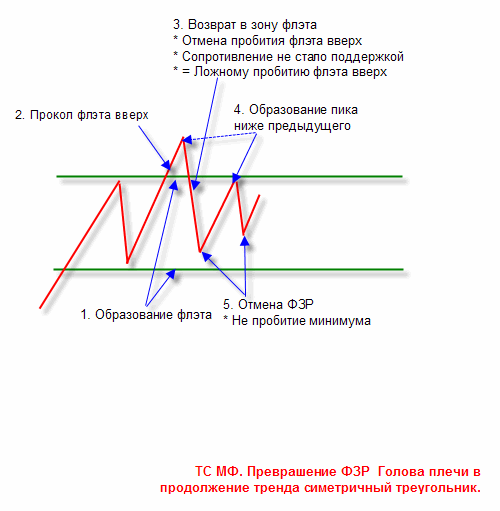 3. Возврат в зону флэта
* Отмена пробития флэта вверх
* Сопротивление не стало поддержкой
* = Ложному пробитию флэта вверх
2. Прокол флэта вверх
4. Образование пика
ниже предыдущего
1. Образование флэта
5. Отмена ФЗР
* Не пробитие минимума
ТС МФ. Преврашение ФЗР Голова плечи в
продолжение тренда симетричный треугольник.